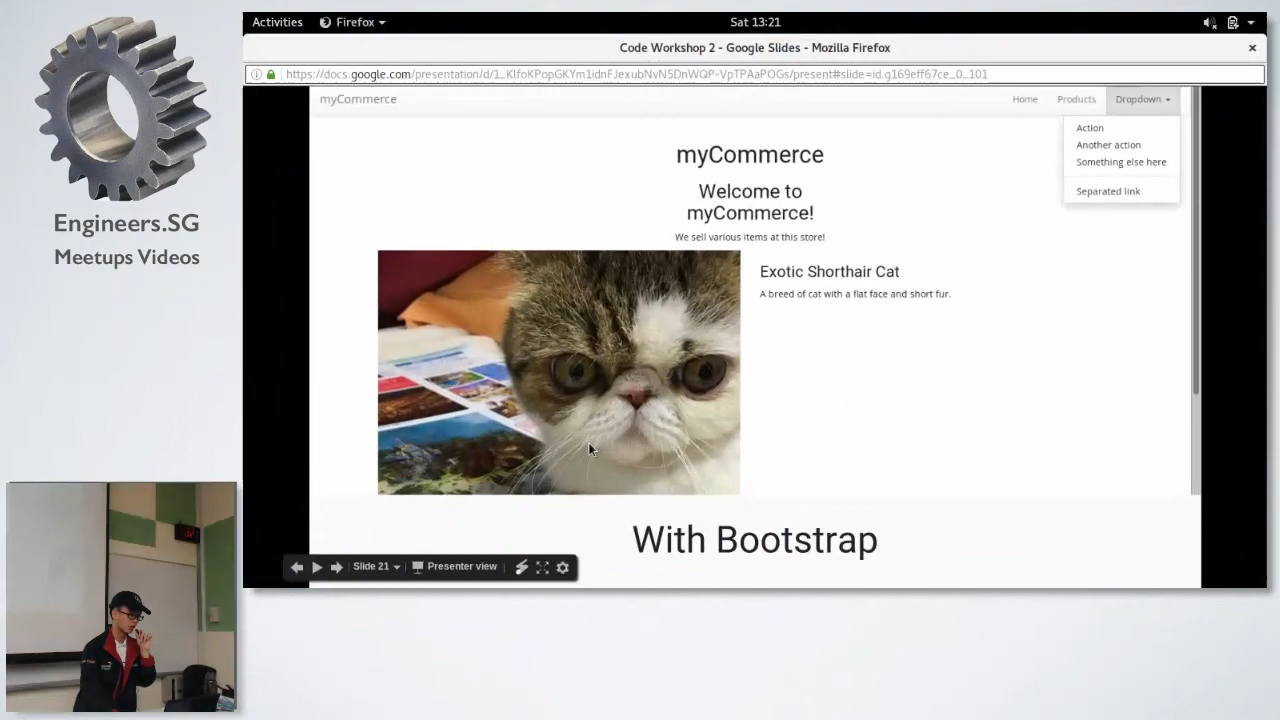 Activities
Firefox
Sat 13:21
Code Workshop 2 - Google Slides - Mozilla Firefox
myCommerce
Home
Products
Dropdown
Action
Another action
Something else here
Separated link
myCommerce
Welcome to
myCommerce!
We sell various items at this store!
Exotic Shorthair Cat
A breed of cat with a flat face and short fur.
With Bootstrap
Slide 21
Presenter view
Engineers.SG
Meetups Videos